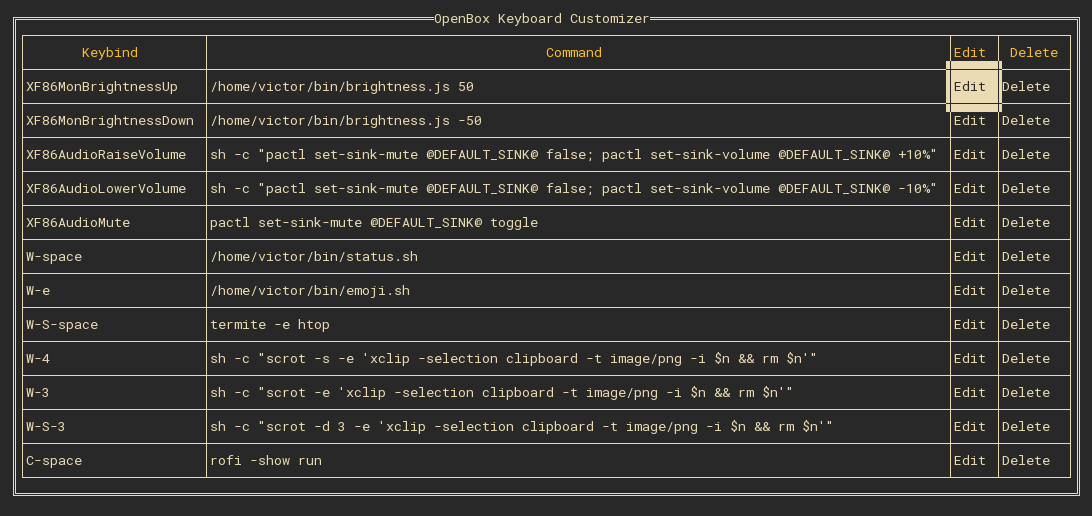 OpenBox Keyboard Customizer
Keybind Command Edit Delete
XF86MonBrightnessUp /home/victor/bin/brightness.js 50 Edit Delete
XF86MonBrightnessDown /home/victor/bin/brightness.js -50 Edit Delete
XF86AudioRaiseVolume sh -c "pactl set-sink-mute @DEFAULT_SINK@ false; pactl set-sink-volume @DEFAULT_SINK@ +10%" Edit Delete
XF86AudioLowerVolume sh -c "pactl set-sink-mute @DEFAULT_SINK@ false; pactl set-sink-volume @DEFAULT_SINK@ -10%" Edit Delete
XF86AudioMute pactl set-sink-mute @DEFAULT_SINK@ toggle Edit Delete
W-space /home/victor/bin/status.sh Edit Delete
W-e /home/victor/bin/emoji.sh Edit Delete
W-S-space termite -e htop Edit Delete
W-4 sh -c "scrot -s -e 'xclip -selection clipboard -t image/png -i $n && rm $n'" Edit Delete
W-3 sh -c "scrot -e 'xclip -selection clipboard -t image/png -i $n && rm $n'" Edit Delete
W-S-3 sh -c "scrot -d 3 -e 'xclip -selection clipboard -t image/png -i $n && rm $n'" Edit Delete
C-space rofi -show run Edit Delete